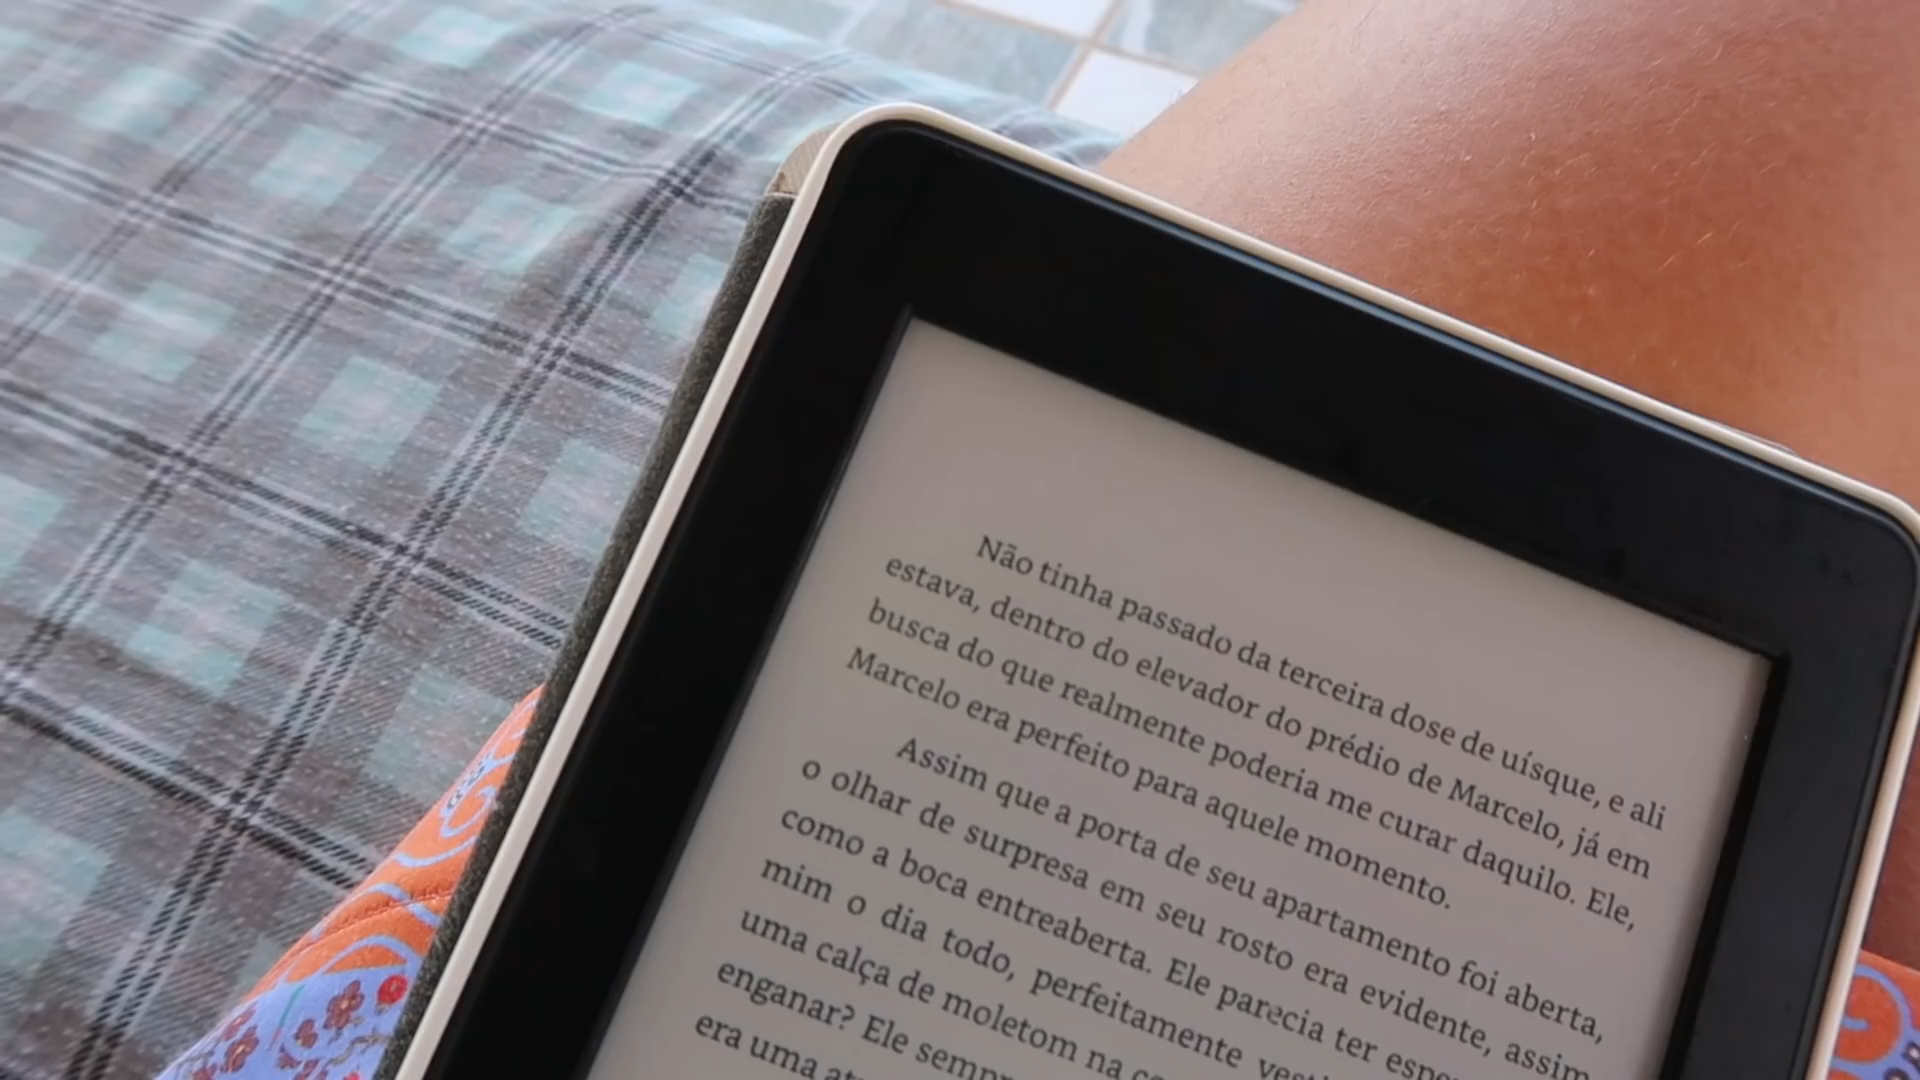 Não tinha passado da terceira dose de uísque, e ali
estava, dentro do elevador do prédio de Marcelo, já em
busca do que realmente poderia me curar daquilo. Ele,
Marcelo era perfeito para aquele momento.
Assim que a porta de seu apartamento foi aberta,
o olhar de surpresa em seu rosto era evidente, assim
como a boca entreaberta. Ele parecia ter
mim o dia todo, perfeitamente
uma calça de moletom na
enganar? Ele
era uma